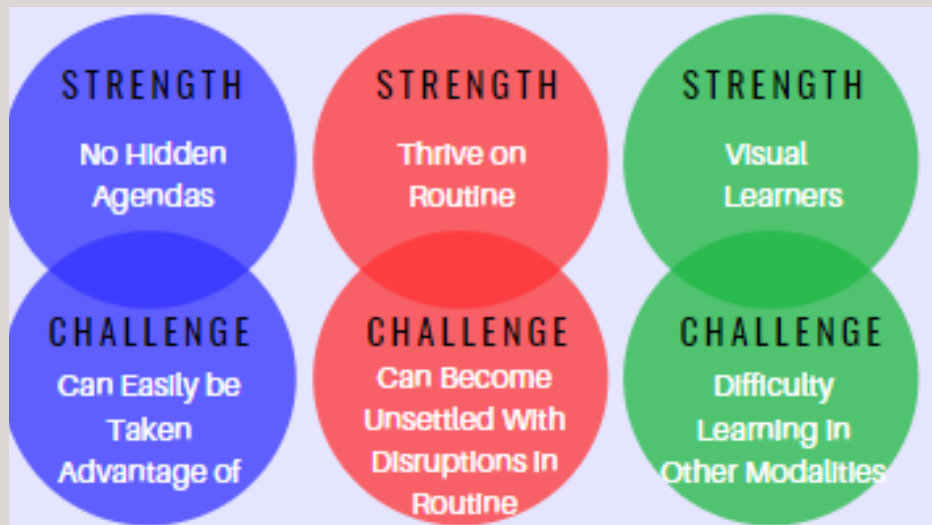 STRENGTH
No Hidden
Agendas
CHALLENGE
Can Easily be
Taken
Advantage of
STRENGTH
Thrive on
Routine
CHALLENGE
Can Become
Unsettled With
Disruptions in
Routine
STRENGTH
Visual
Learners
CHALLENGE
Difficulty
Learning in
Other Modalities